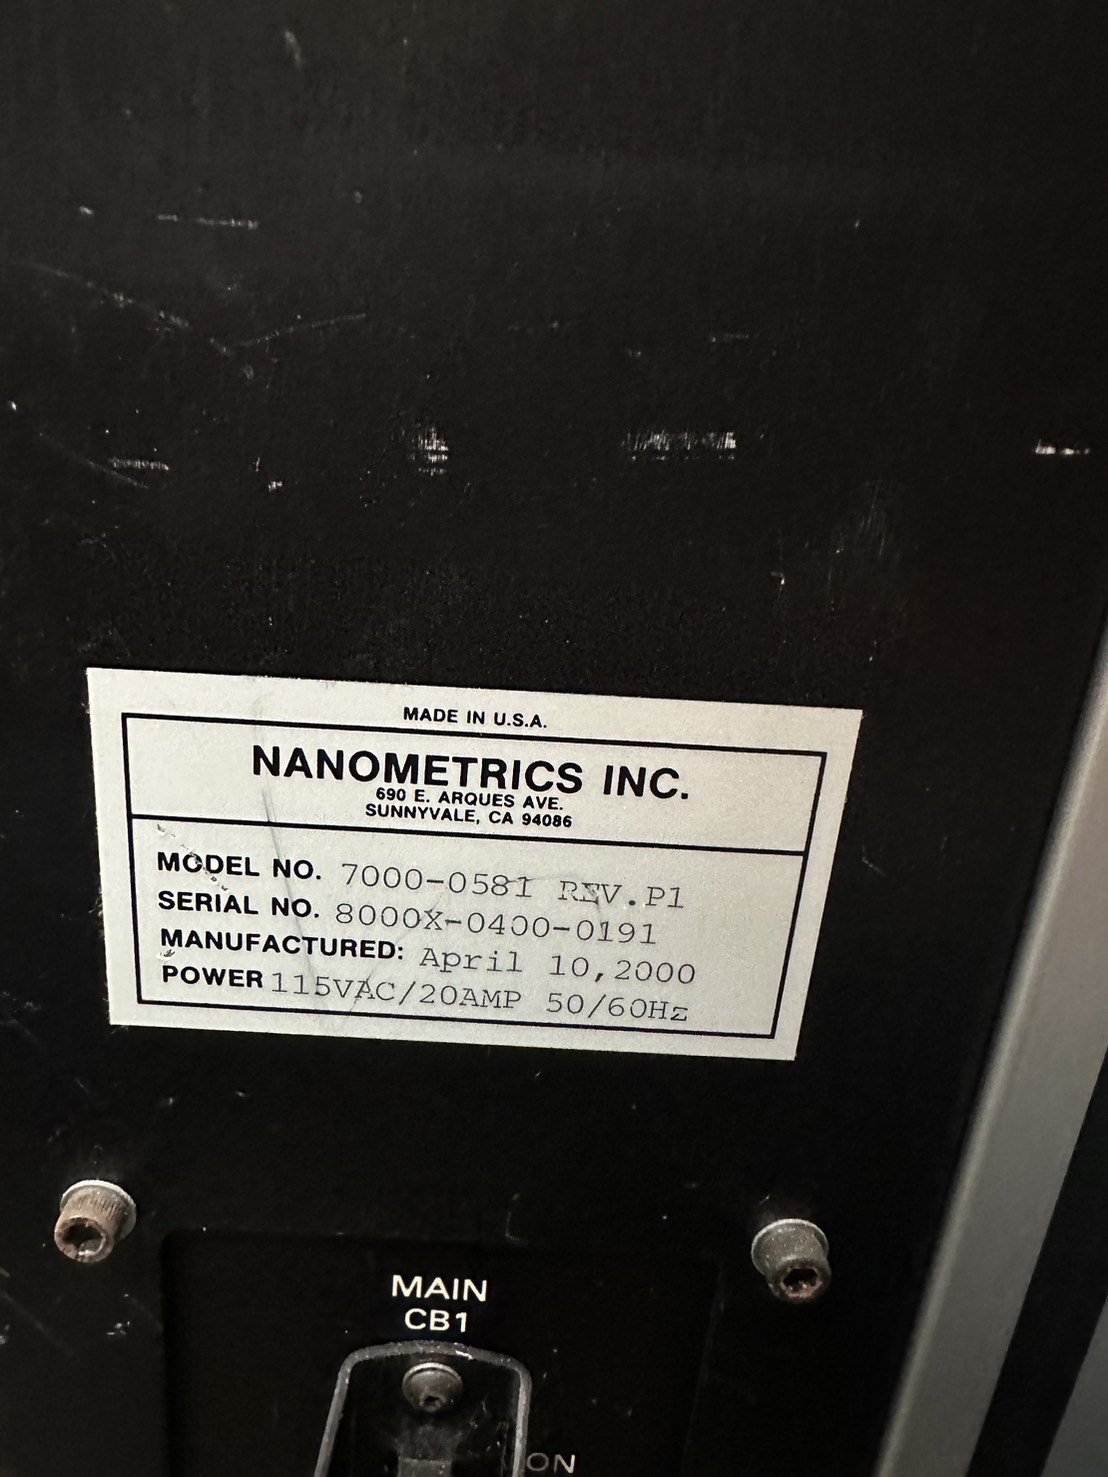 MADE IN U.S.A.
NANOMETRICS INC.
690 E. ARQUES AVE.
SUNNYVALE, CA 94086
MODEL NO. 7000-0581 REV.P1
SERIAL NO. 8000X-0400-0191
MANUFACTURED: April 10,2000
POWER 115VAC/20AMP 50/60Hz
MAIN
CB1
ON